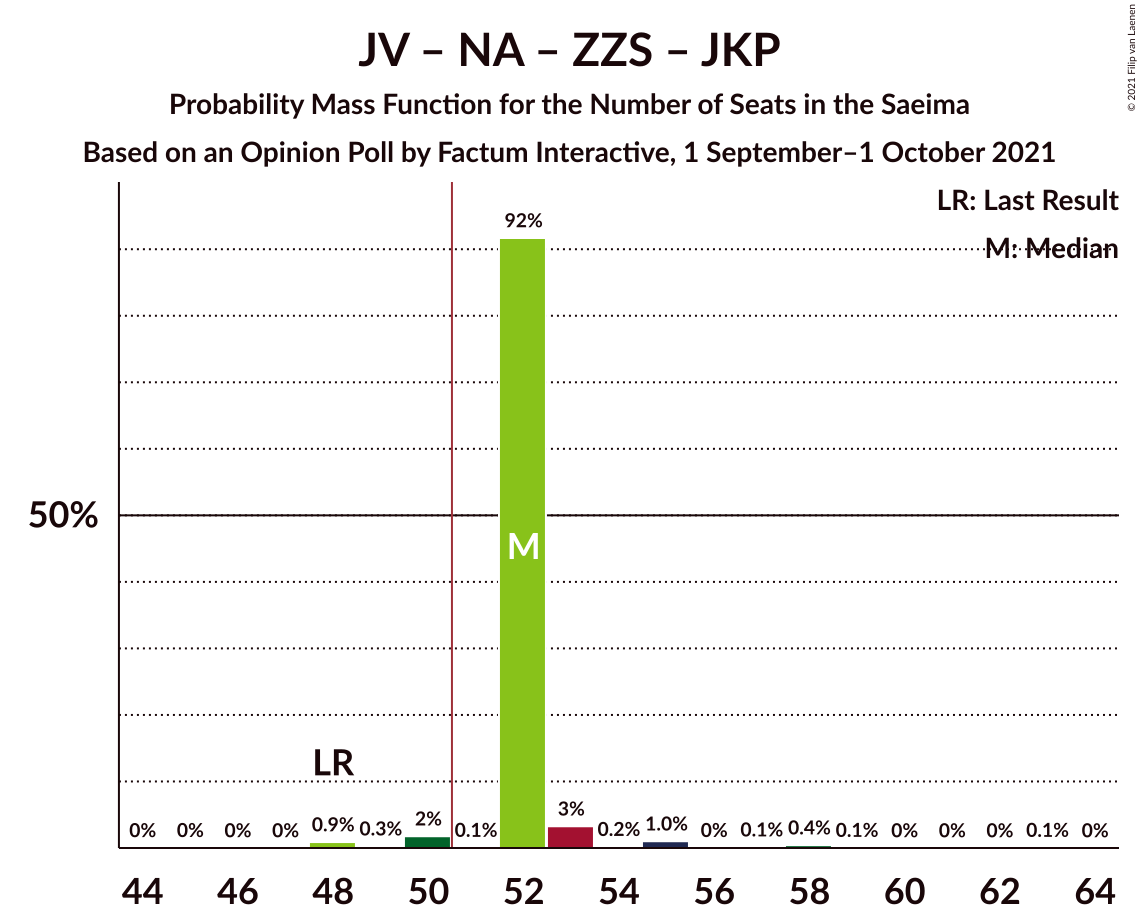 JV – NA – ZZS – JKP
Probability Mass Function for the Number of Seats in the Saeima
Based on an Opinion Poll by Factum Interactive, 1 September–1 October 2021
© 2021 Filip van Laenen
LR: Last Result
M: Median
92%
50%
M
LR
0% 0% 0% 0% 0.9% 0.3% 2% 0.1% 3% 0.2% 1.0% 0% 0.1% 0.4% 0.1% 0% 0% 0% 0.1% 0%
44 46 48 50 52 54 56 58 60 62 64